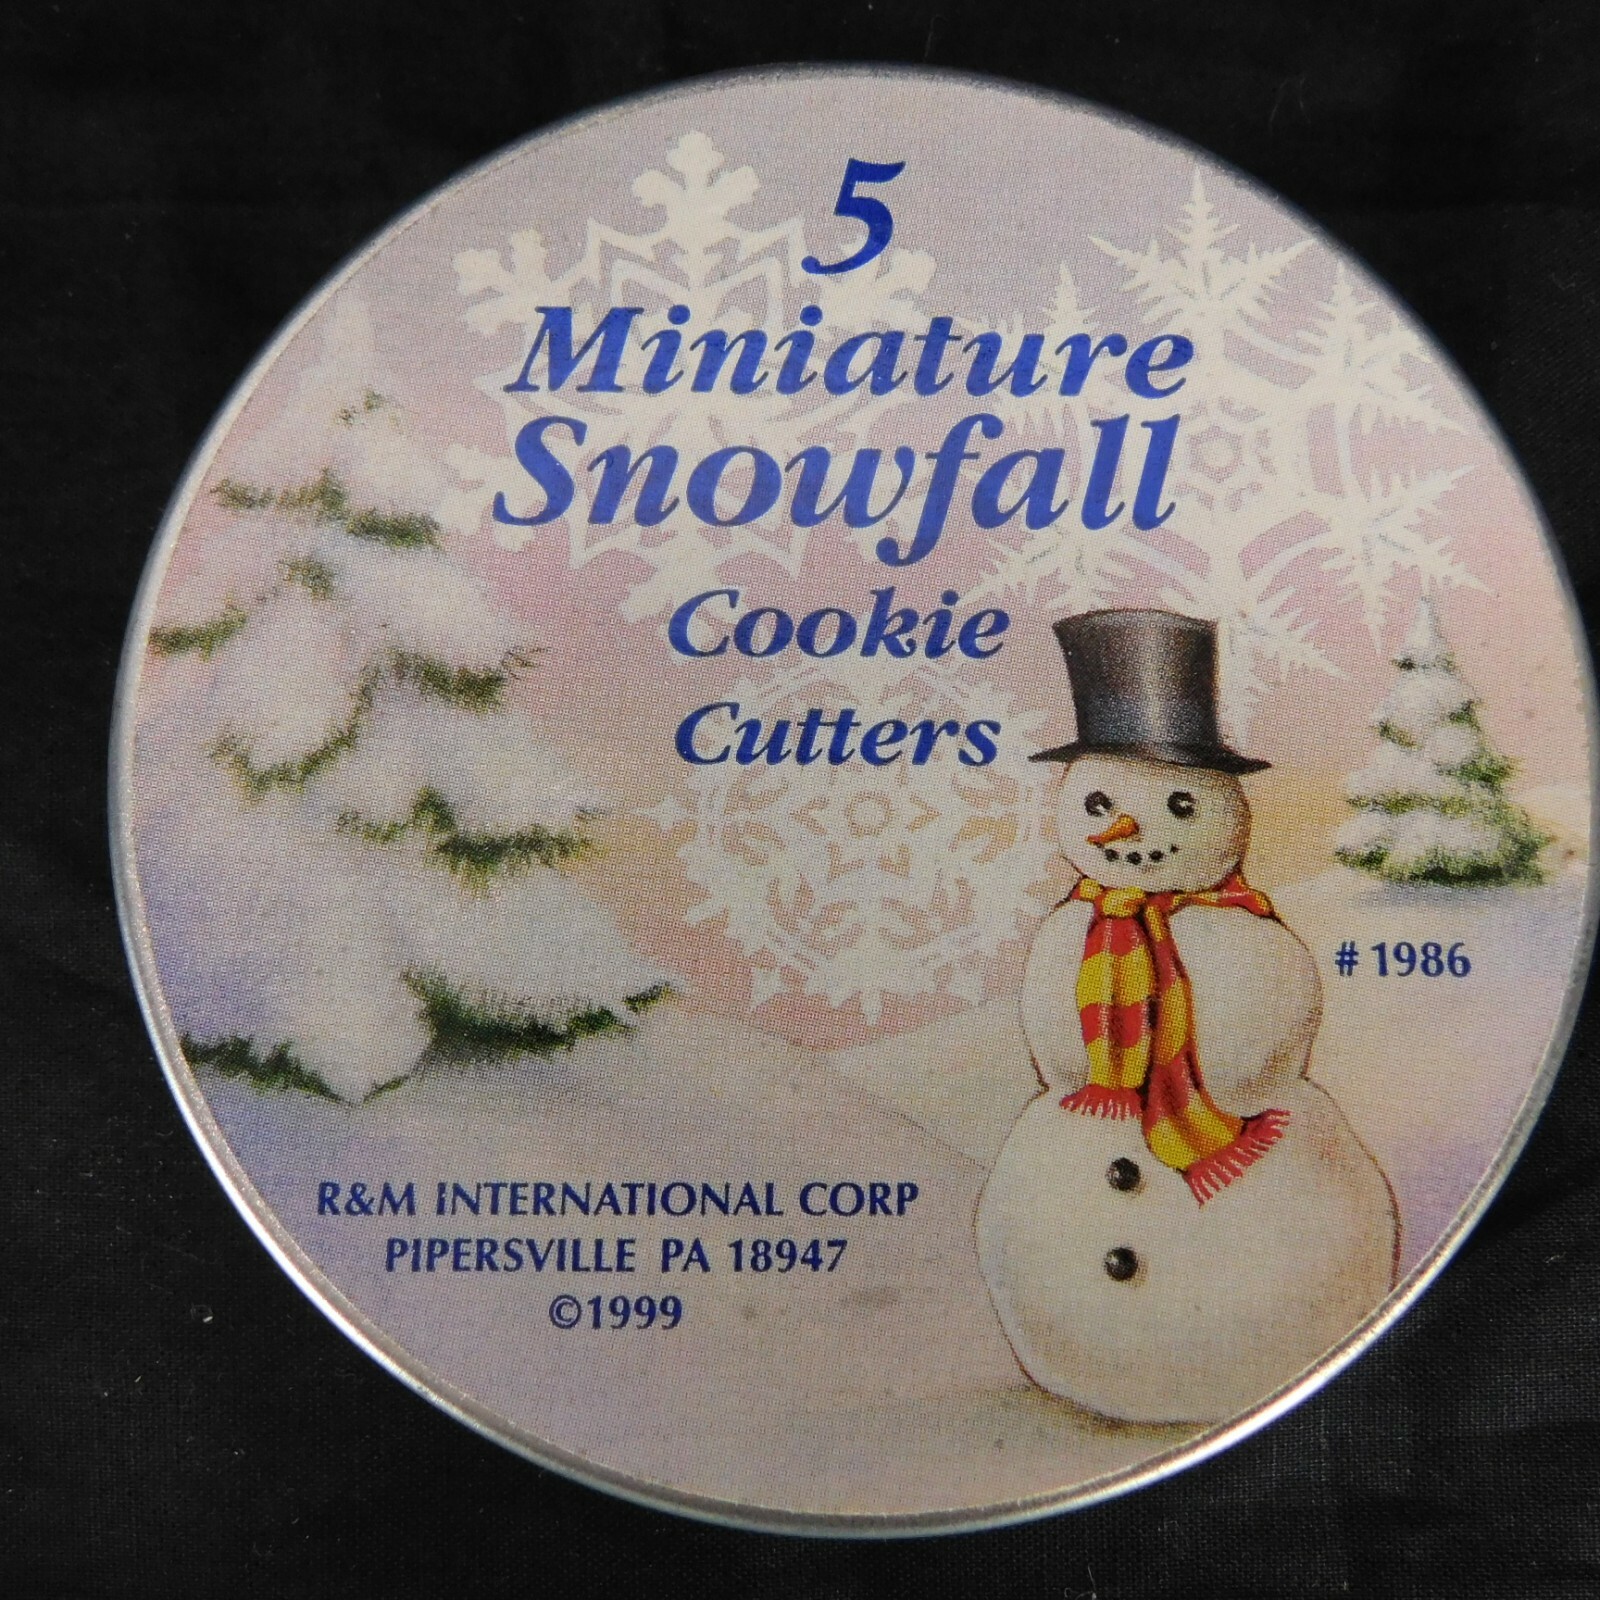 5
Miniature
Snowfall
Cookie
Cutters
# 1986
R&M INTERNATIONAL CORP
PIPERSVILLE PA 18947
©1999